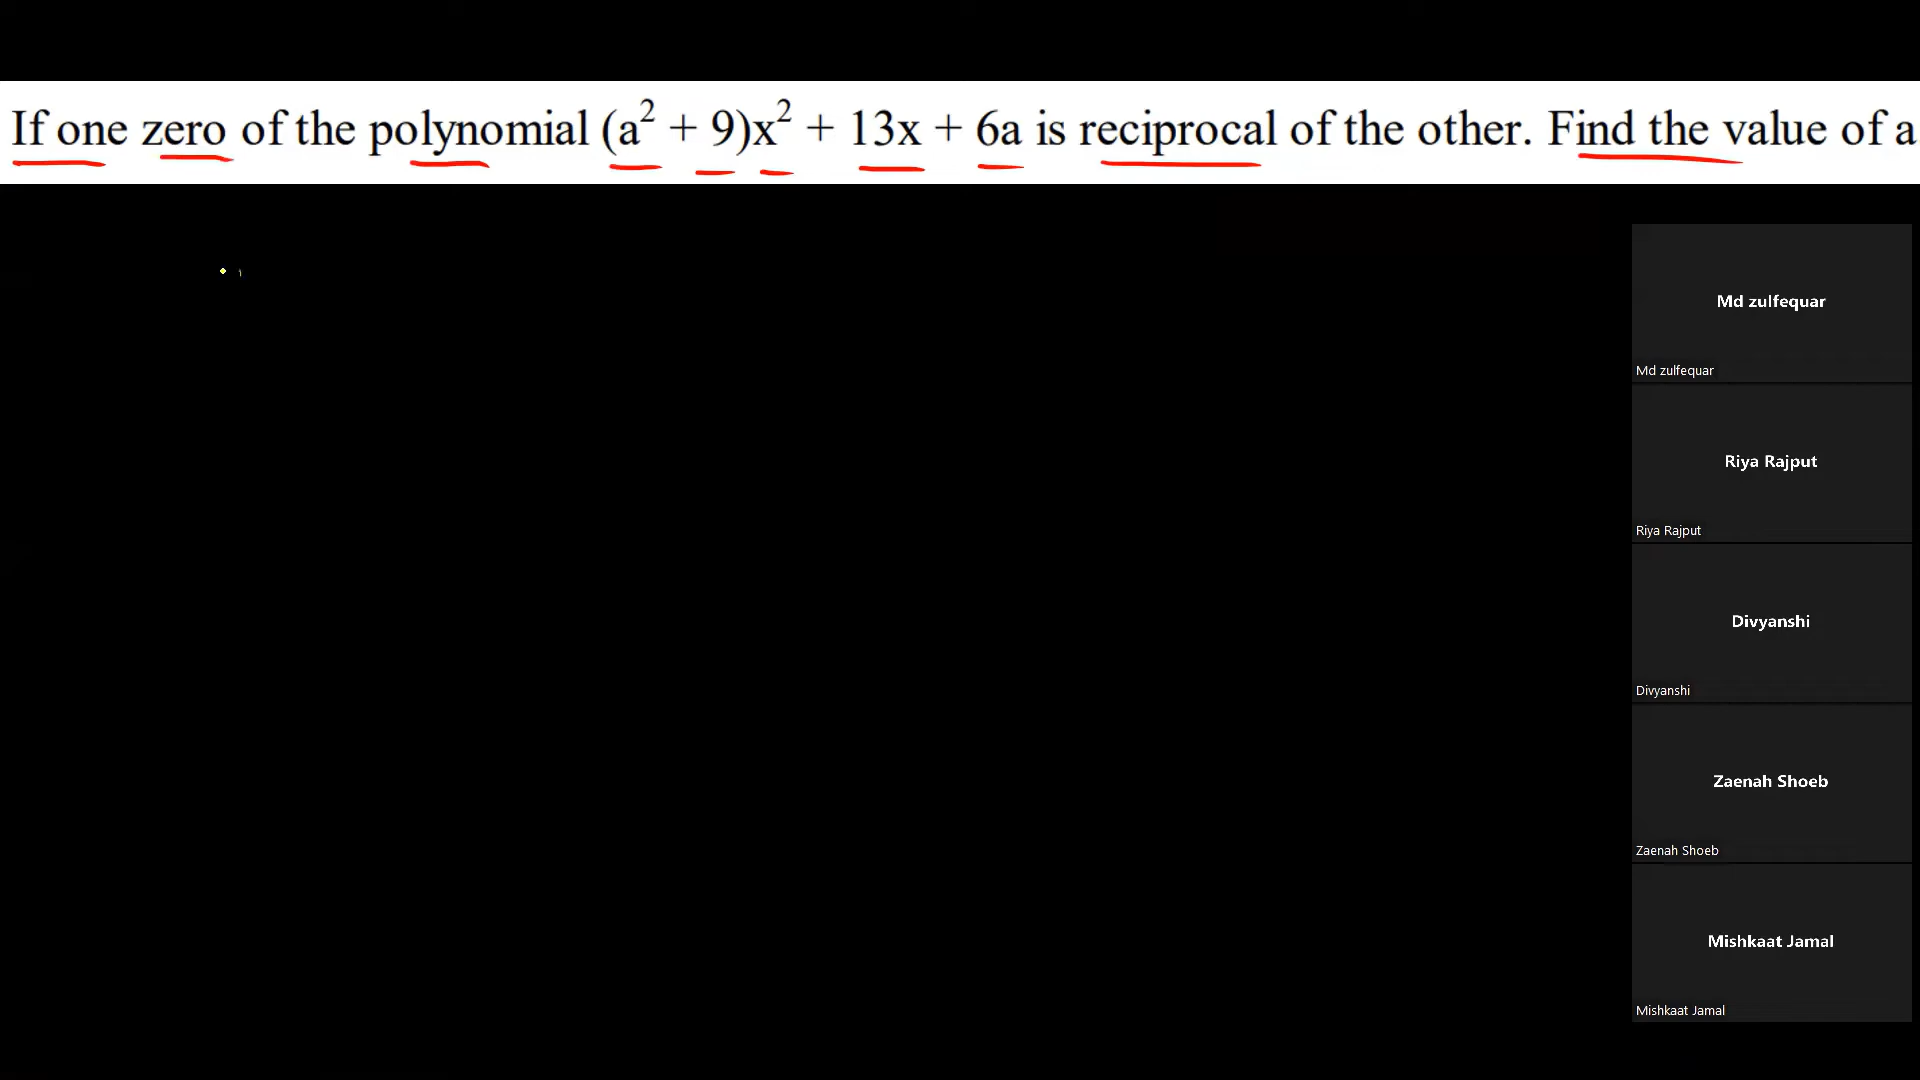 If one zero of the polynomial (a² + 9)x² + 13x + 6a is reciprocal of the other. Find the value of a
Md zulfequar
Md zulfequar
Riya Rajput
Riya Rajput
Divyanshi
Divyanshi
Zaenah Shoeb
Zaenah Shoeb
Mishkaat Jamal
Mishkaat Jamal